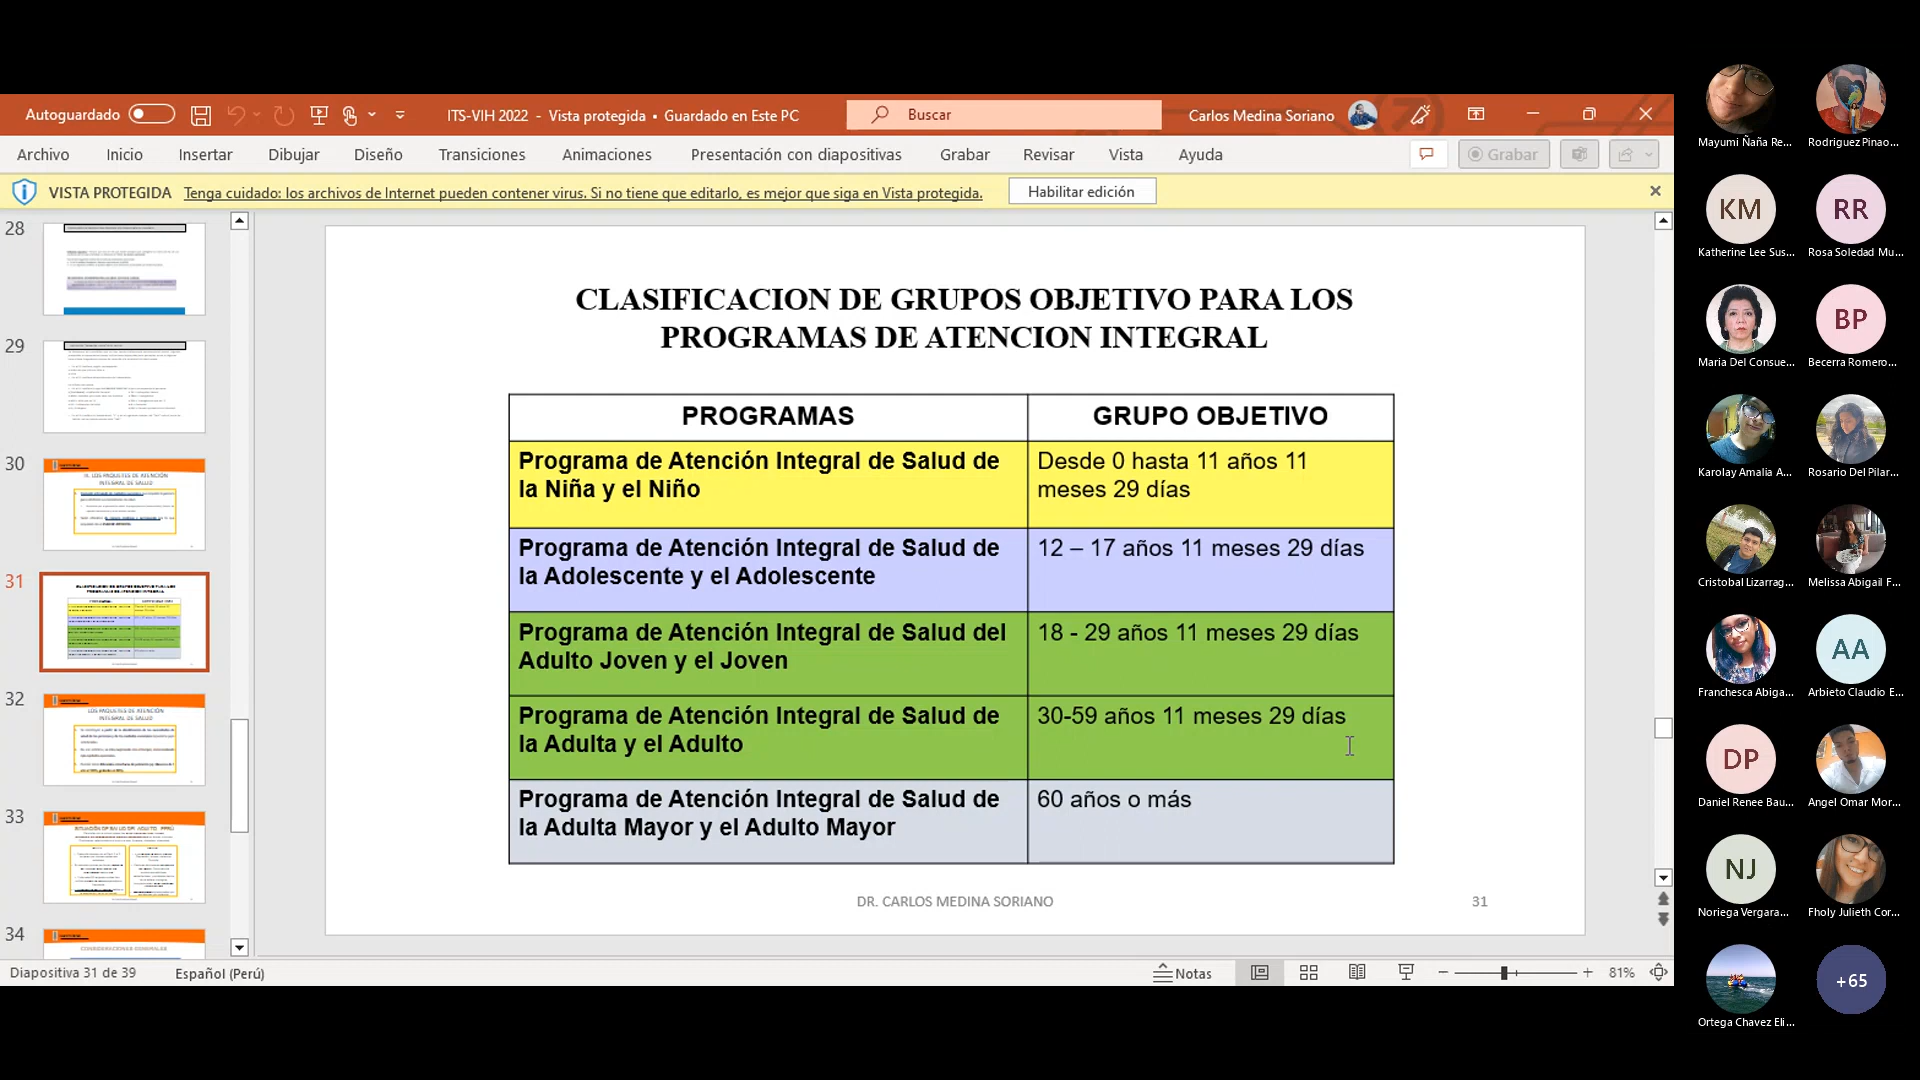 Autoguardado
ITS-VIH 2022 - Vista protegida • Guardado en Este PC
Buscar
Carlos Medina Soriano
Archivo Inicio Insertar Dibujar Diseño Transiciones Animaciones Presentación con diapositivas Grabar Revisar Vista Ayuda
Grabar
VISTA PROTEGIDA Tenga cuidado: los archivos de Internet pueden contener virus. Si no tiene que editarlo, es mejor que siga en Vista protegida.
Habilitar edición
28
29
30
31
32
33
34
CLASIFICACION DE GRUPOS OBJETIVO PARA LOS
PROGRAMAS DE ATENCION INTEGRAL
PROGRAMAS
GRUPO OBJETIVO
Programa de Atención Integral de Salud de
la Niña y el Niño
Desde 0 hasta 11 años 11
meses 29 días
Programa de Atención Integral de Salud de
la Adolescente y el Adolescente
12 – 17 años 11 meses 29 días
Programa de Atención Integral de Salud del
Adulto Joven y el Joven
18 - 29 años 11 meses 29 días
Programa de Atención Integral de Salud de
la Adulta y el Adulto
30-59 años 11 meses 29 días
Programa de Atención Integral de Salud de
la Adulta Mayor y el Adulto Mayor
60 años o más
DR. CARLOS MEDINA SORIANO
31
Diapositiva 31 de 39
Español (Perú)
Notas
81%
Mayumi Ñaña Re...
Rodriguez Pinao...
KM
Katherine Lee Sus...
RR
Rosa Soledad Mu...
Maria Del Consue...
BP
Becerra Romero...
Karolay Amalia A...
Rosario Del Pilar...
Cristobal Lizarrag...
Melissa Abigail F...
Franchesca Abiga...
AA
Arbieto Claudio E...
DP
Daniel Renee Bau...
Angel Omar Mor...
NJ
Noriega Vergara...
Fholy Julieth Cor...
Ortega Chavez Eli...
+65